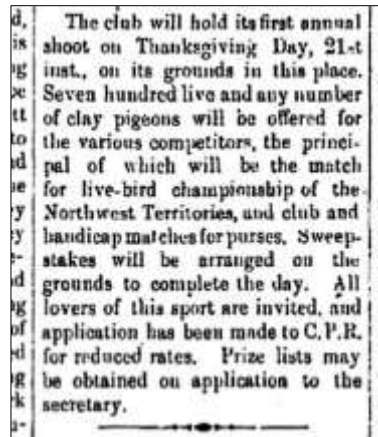 The club will hold its first annual
shoot on Thanksgiving Day, 21st
inst., on its grounds in this place.
Seven hundred live and any number
of clay pigeons will be offered for
the various competitors, the princi-
pal of which will be the match
for live-bird championship of the
Northwest Territories, and club and
handicap matches for purses. Sweep-
stakes will be arranged on the
grounds to complete the day. All
lovers of this sport are invited, and
application has been made to C.P.R.
for reduced rates. Prize lists may
be obtained on application to the
secretary.